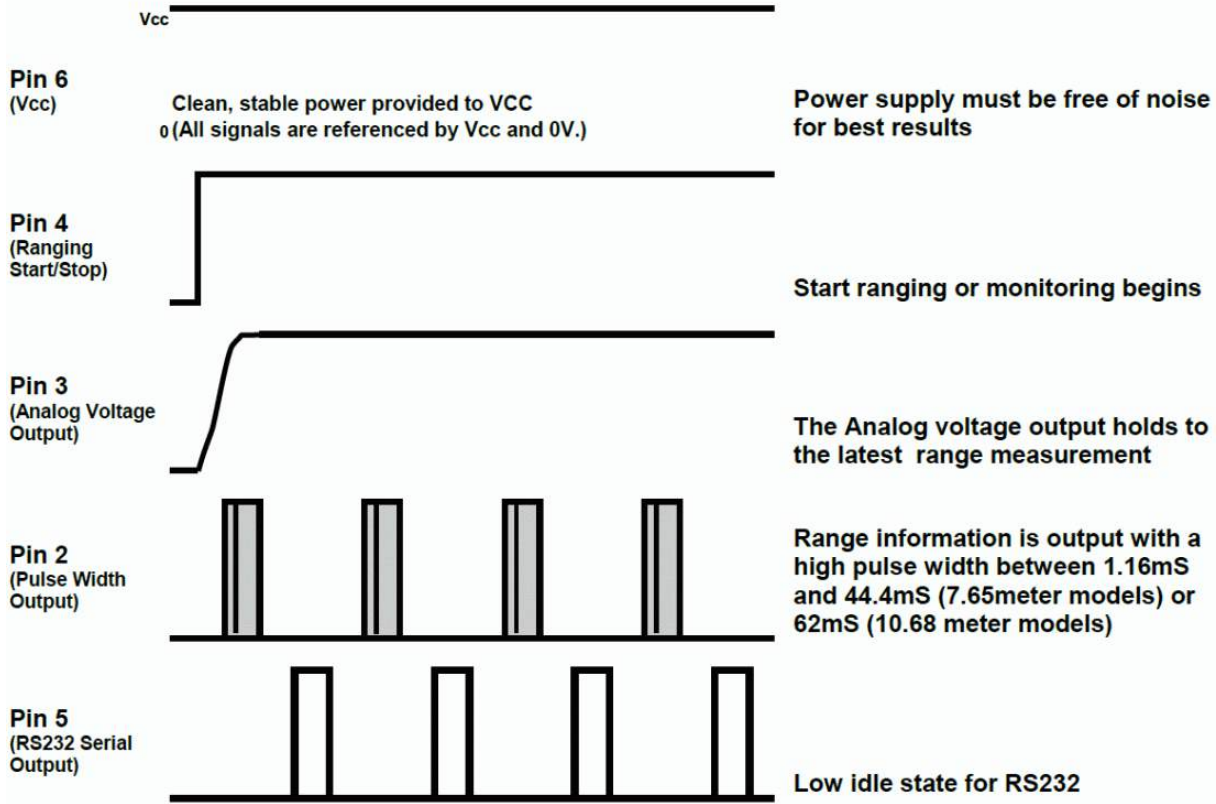 Vcc
Pin 6
(Vcc)
Clean, stable power provided to VCC
0 (All signals are referenced by Vcc and 0V.)
Power supply must be free of noise
for best results
Pin 4
(Ranging
Start/Stop)
Start ranging or monitoring begins
Pin 3
(Analog Voltage
Output)
The Analog voltage output holds to
the latest range measurement
Pin 2
(Pulse Width
Output)
Range information is output with a
high pulse width between 1.16mS
and 44.4mS (7.65meter models) or
62mS (10.68 meter models)
Pin 5
(RS232 Serial
Output)
Low idle state for RS232